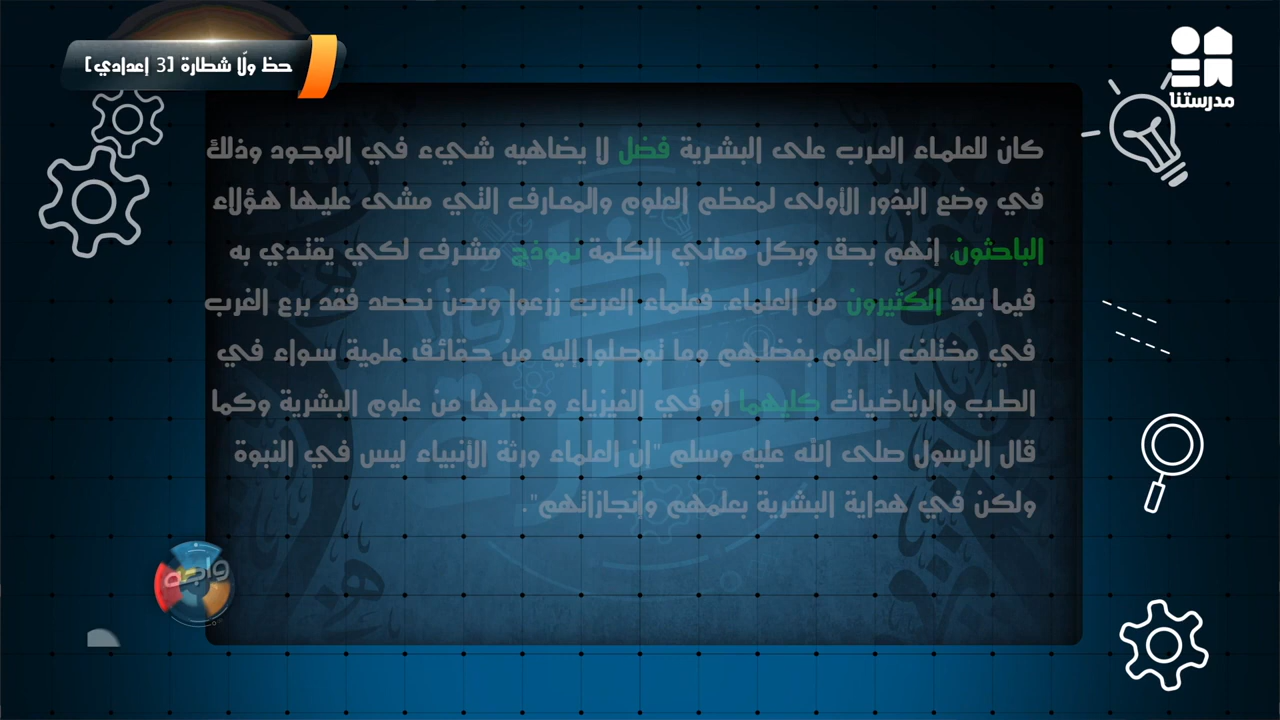 حظ ولّا شطارة [3 إعدادي]
مدرستنا
كان للعلماء العرب على البشرية فضل لا يضاهيه شيء في الوجود وذلك
في وضع البذور الأولى لمعظم العلوم والمعارف التي مشى عليها هؤلاء
الباحثون، إنهم بحق وبكل معاني الكلمة نموذج مشرف لكي يقتدي به
فيما بعد الكثيرون من العلماء. فعلماء العرب زرعوا ونحن نحصد فقد برع العرب
في مختلف العلوم بفضلهم وما توصلوا إليه من حقائق علمية سواء في
الطب والرياضيات كليهما أو في الفيزياء وغيرها من علوم البشرية وكما
قال الرسول صلى الله عليه وسلم "إن العلماء ورثة الأنبياء ليس في النبوة
ولكن في هداية البشرية بعلمهم وإنجازاتهم".
واجه